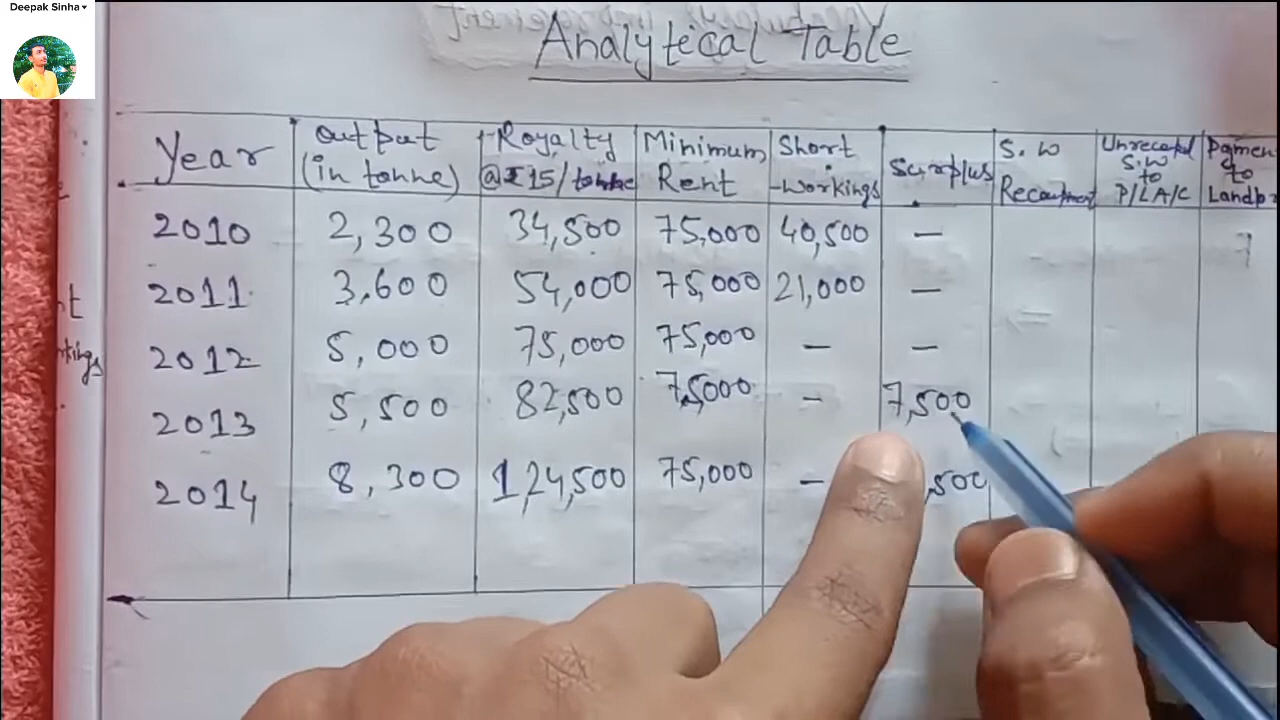 Deepak Sinha
Analytical Table
Year
Output (in tonne)
Royalty @ ₹15/tonne
Minimum Rent
Short -workings
Surplus
S.W Recoupment
S.W to P/L A/C
to
2010 2,300 34,500 75,000 40,500 –
2011 3,600 54,000 75,000 21,000 –
2012 5,000 75,000 75,000 – –
2013 5,500 82,500 75,000 – 7,500
2014 8,300 1,24,500 75,000 – ,500